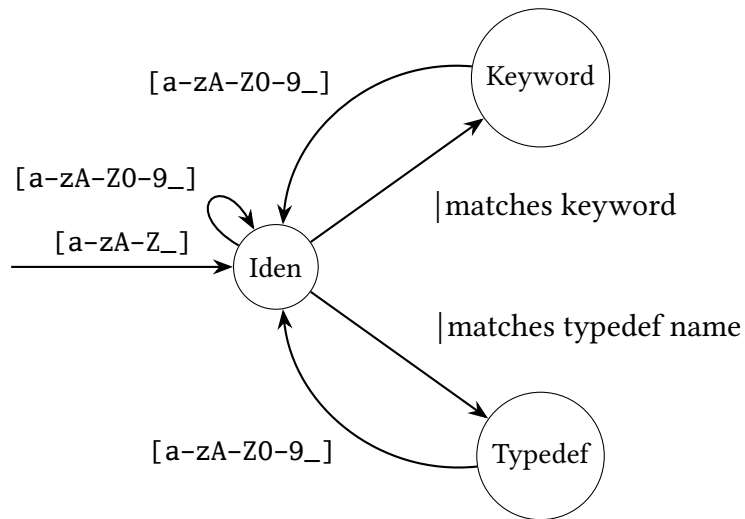 [a-zA-Z0-9_]
Keyword
[a-zA-Z0-9_]
|matches keyword
[a-zA-Z_]
Iden
|matches typedef name
[a-zA-Z0-9_]
Typedef